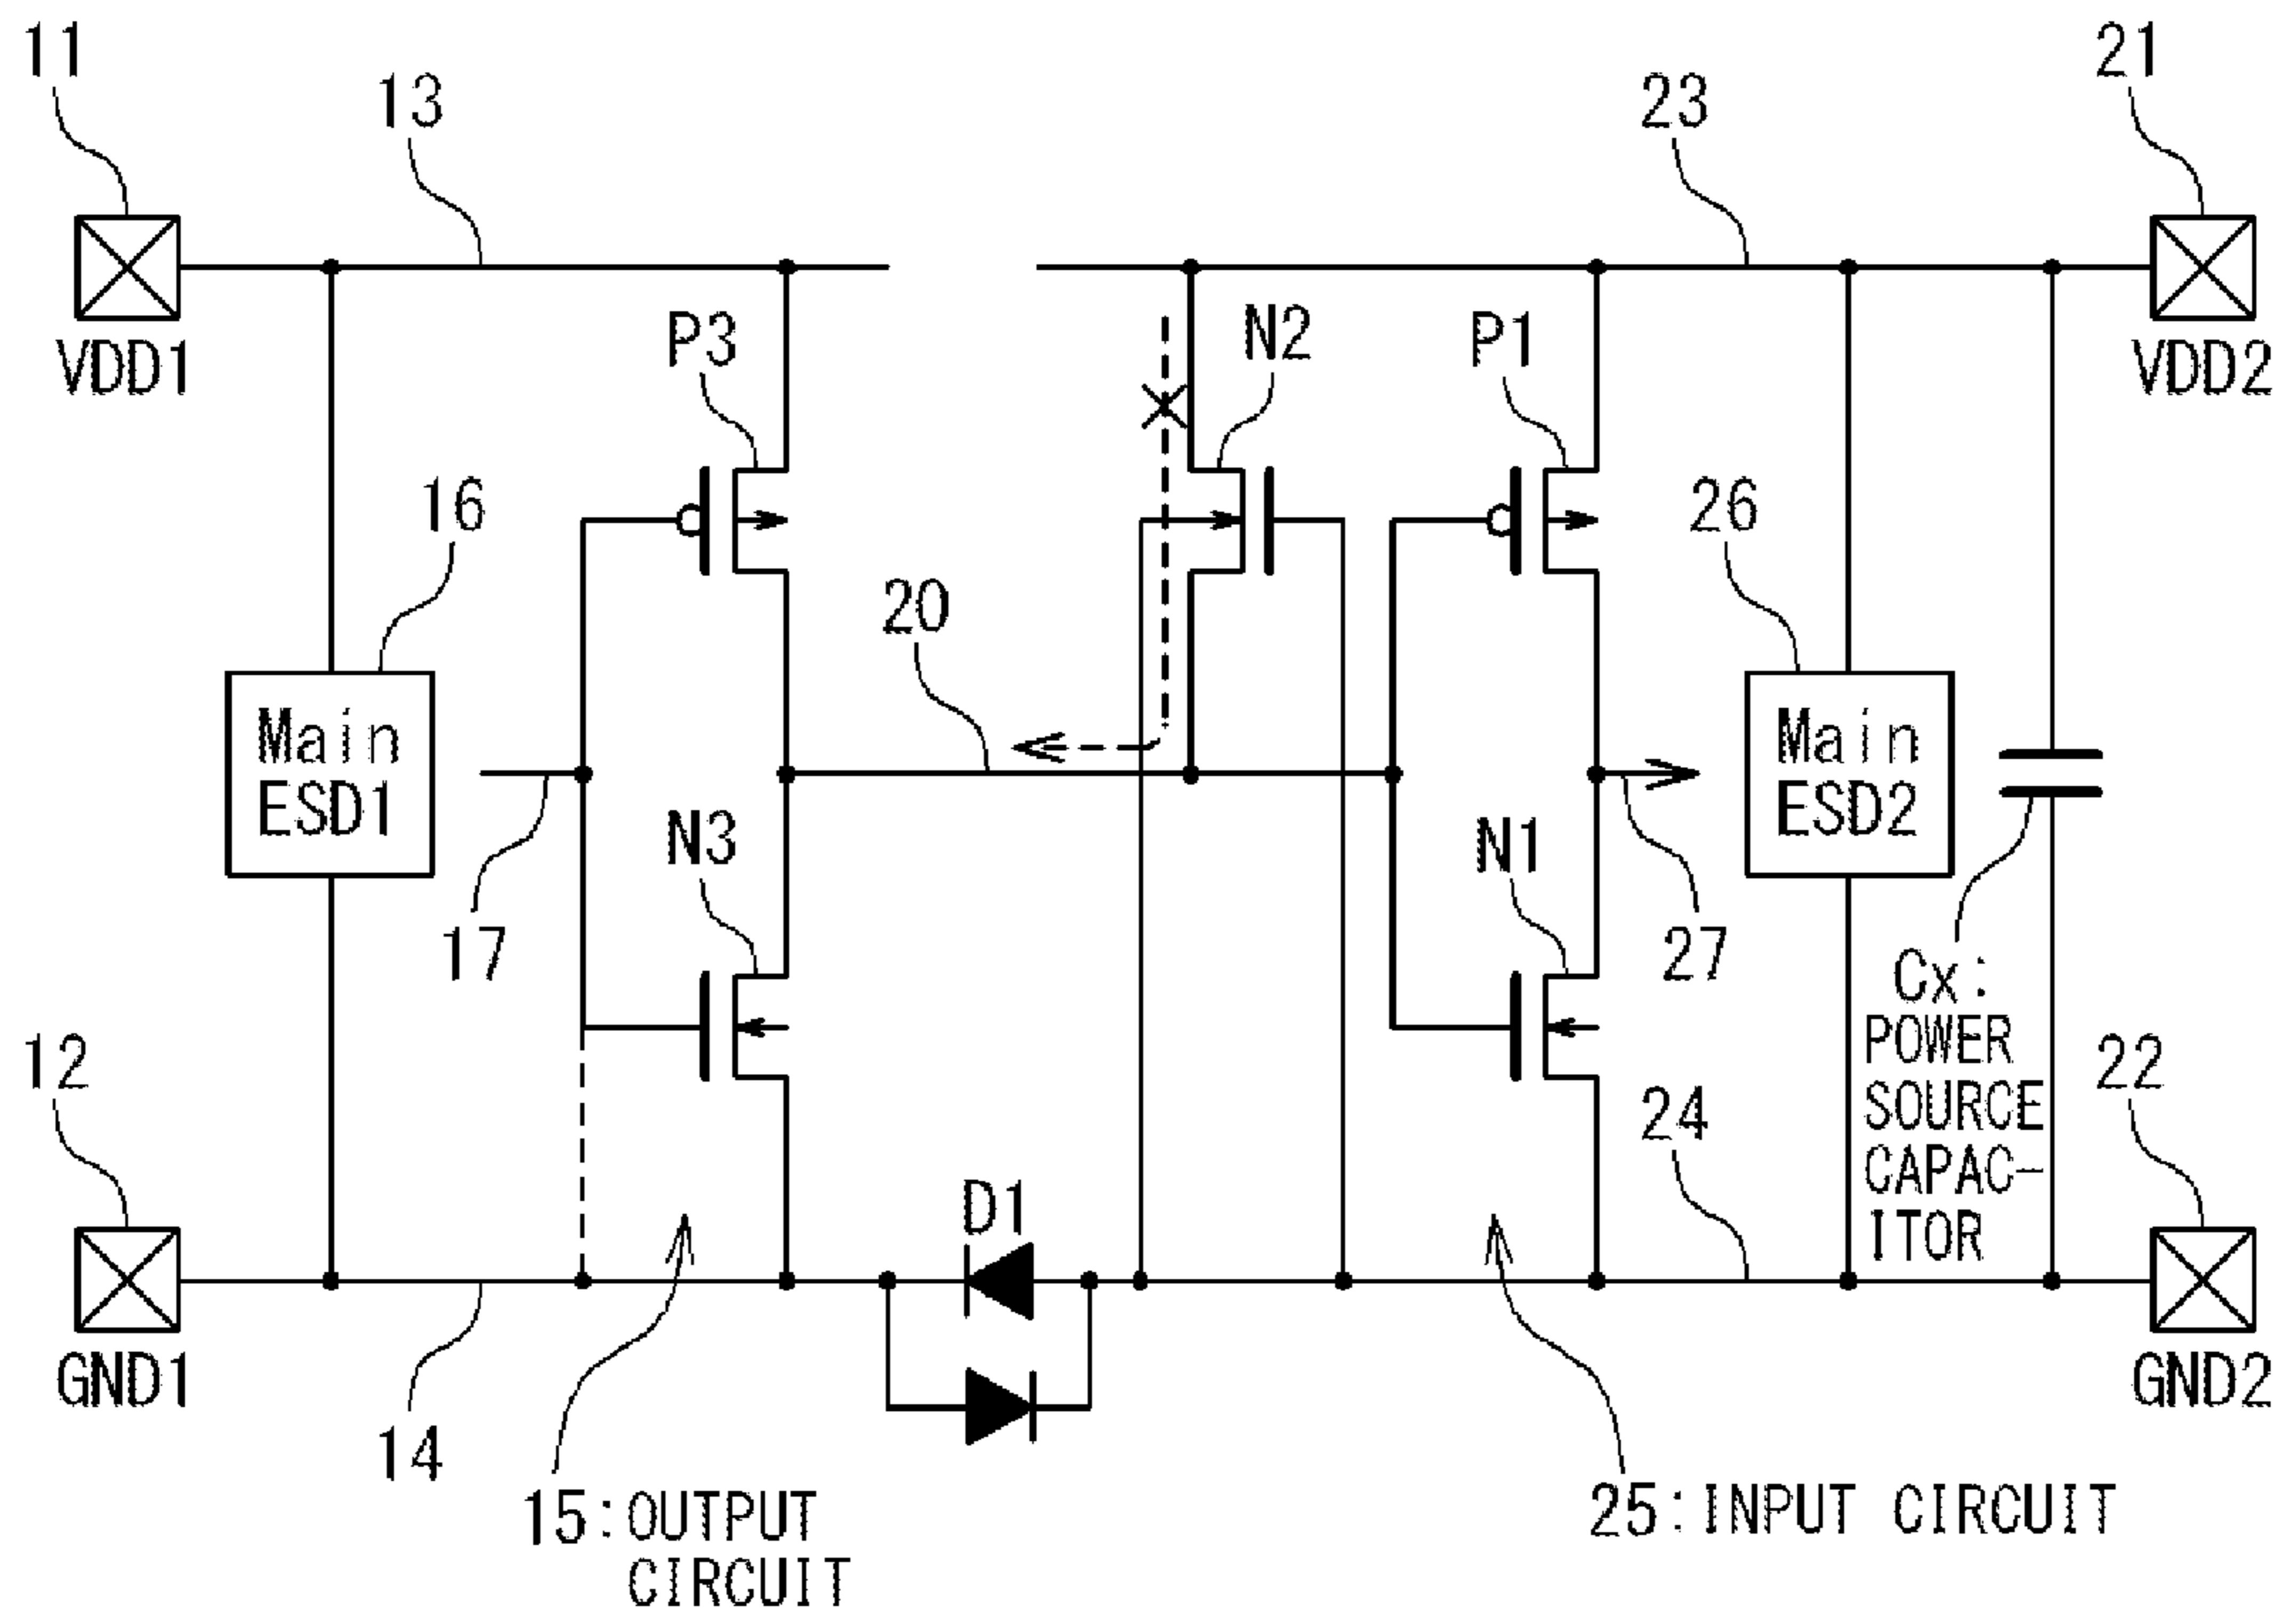 11
13
23
21
VDD1
P3
N2
P1
VDD2
16
20
26
Main
ESD1
Main
ESD2
17
N3
N1
27
Cx:
POWER
SOURCE
CAPAC-
ITOR
12
D1
24
22
GND1
14
GND2
15:OUTPUT
CIRCUIT
25:INPUT CIRCUIT